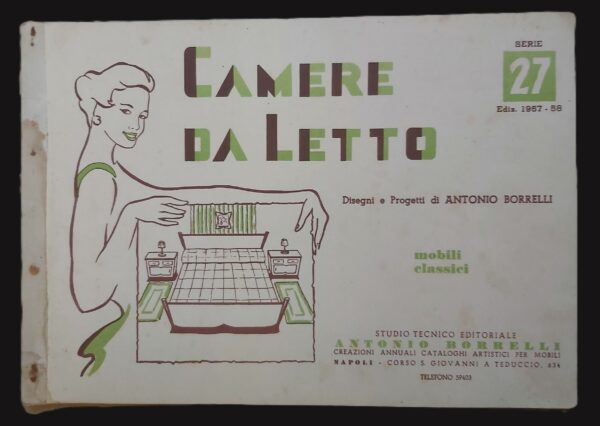 CAMERE
DA LETTO
SERIE
27
Ediz. 1957-58
Disegni e Progetti di ANTONIO BORRELLI
mobili
classici
STUDIO TECNICO EDITORIALE
ANTONIO BORRELLI
CREAZIONI ANNUALI CATALOGHI ARTISTICI PER MOBILI
NAPOLI - CORSO S. GIOVANNI A TEDUCCIO, 834
TELEFONO 59403